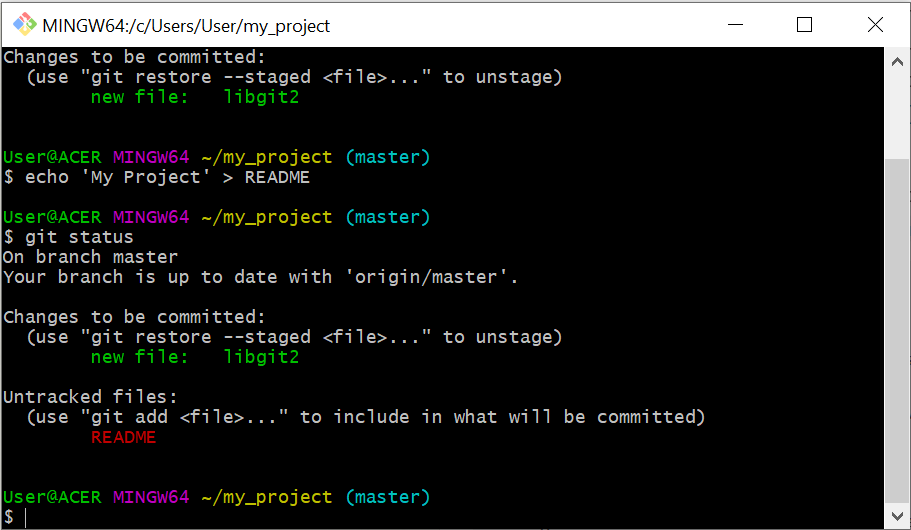 MINGW64:/c/Users/User/my_project
Changes to be committed:
  (use "git restore --staged <file>..." to unstage)
        new file:   libgit2
User@ACER MINGW64 ~/my_project (master)
$ echo 'My Project' > README
User@ACER MINGW64 ~/my_project (master)
$ git status
On branch master
Your branch is up to date with 'origin/master'.
Changes to be committed:
  (use "git restore --staged <file>..." to unstage)
        new file:   libgit2
Untracked files:
  (use "git add <file>..." to include in what will be committed)
        README
User@ACER MINGW64 ~/my_project (master)
$